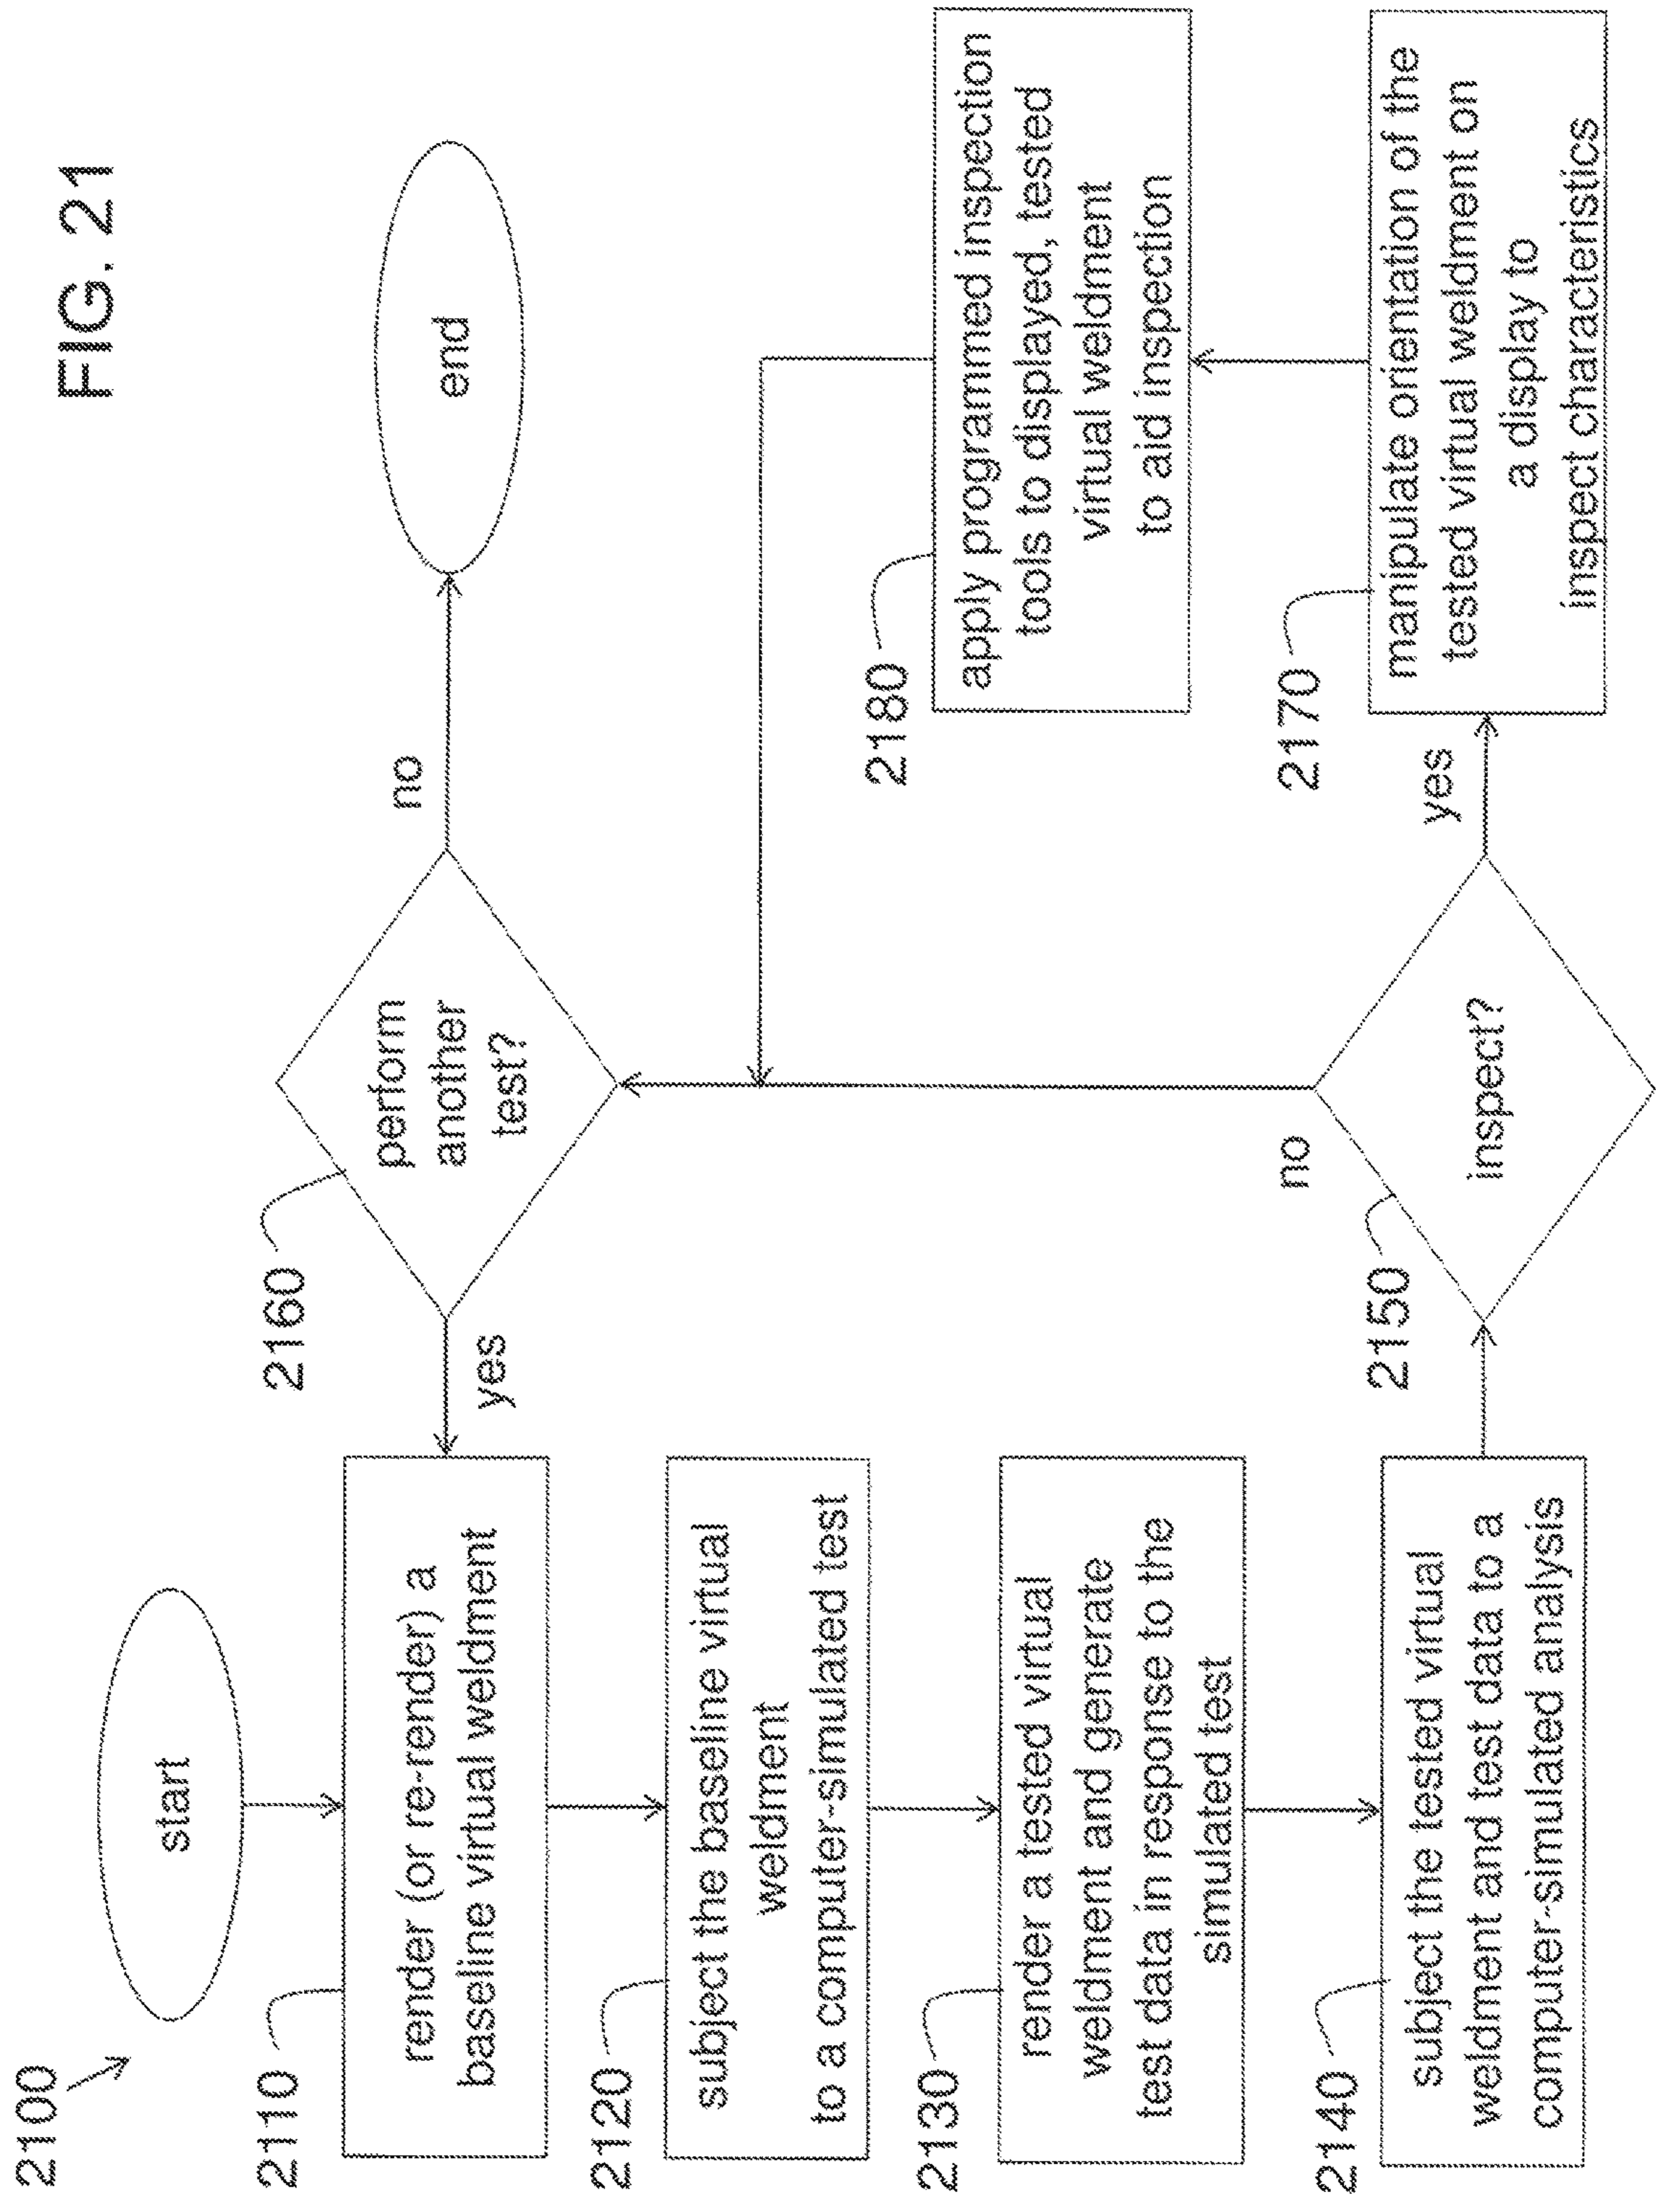 FIG. 21
2100
start
2110
render (or re-render) a
baseline virtual weldment
2120
subject the baseline virtual
weldment
to a computer-simulated test
2130
render a tested virtual
weldment and generate
test data in response to the
simulated test
2140
subject the tested virtual
weldment and test data to a
computer-simulated analysis
2150
inspect?
no
yes
2160
perform
another
test?
yes
no
end
2170
manipulate orientation of the
tested virtual weldment on
a display to
inspect characteristics
2180
apply programmed inspection
tools to displayed, tested
virtual weldment
to aid inspection